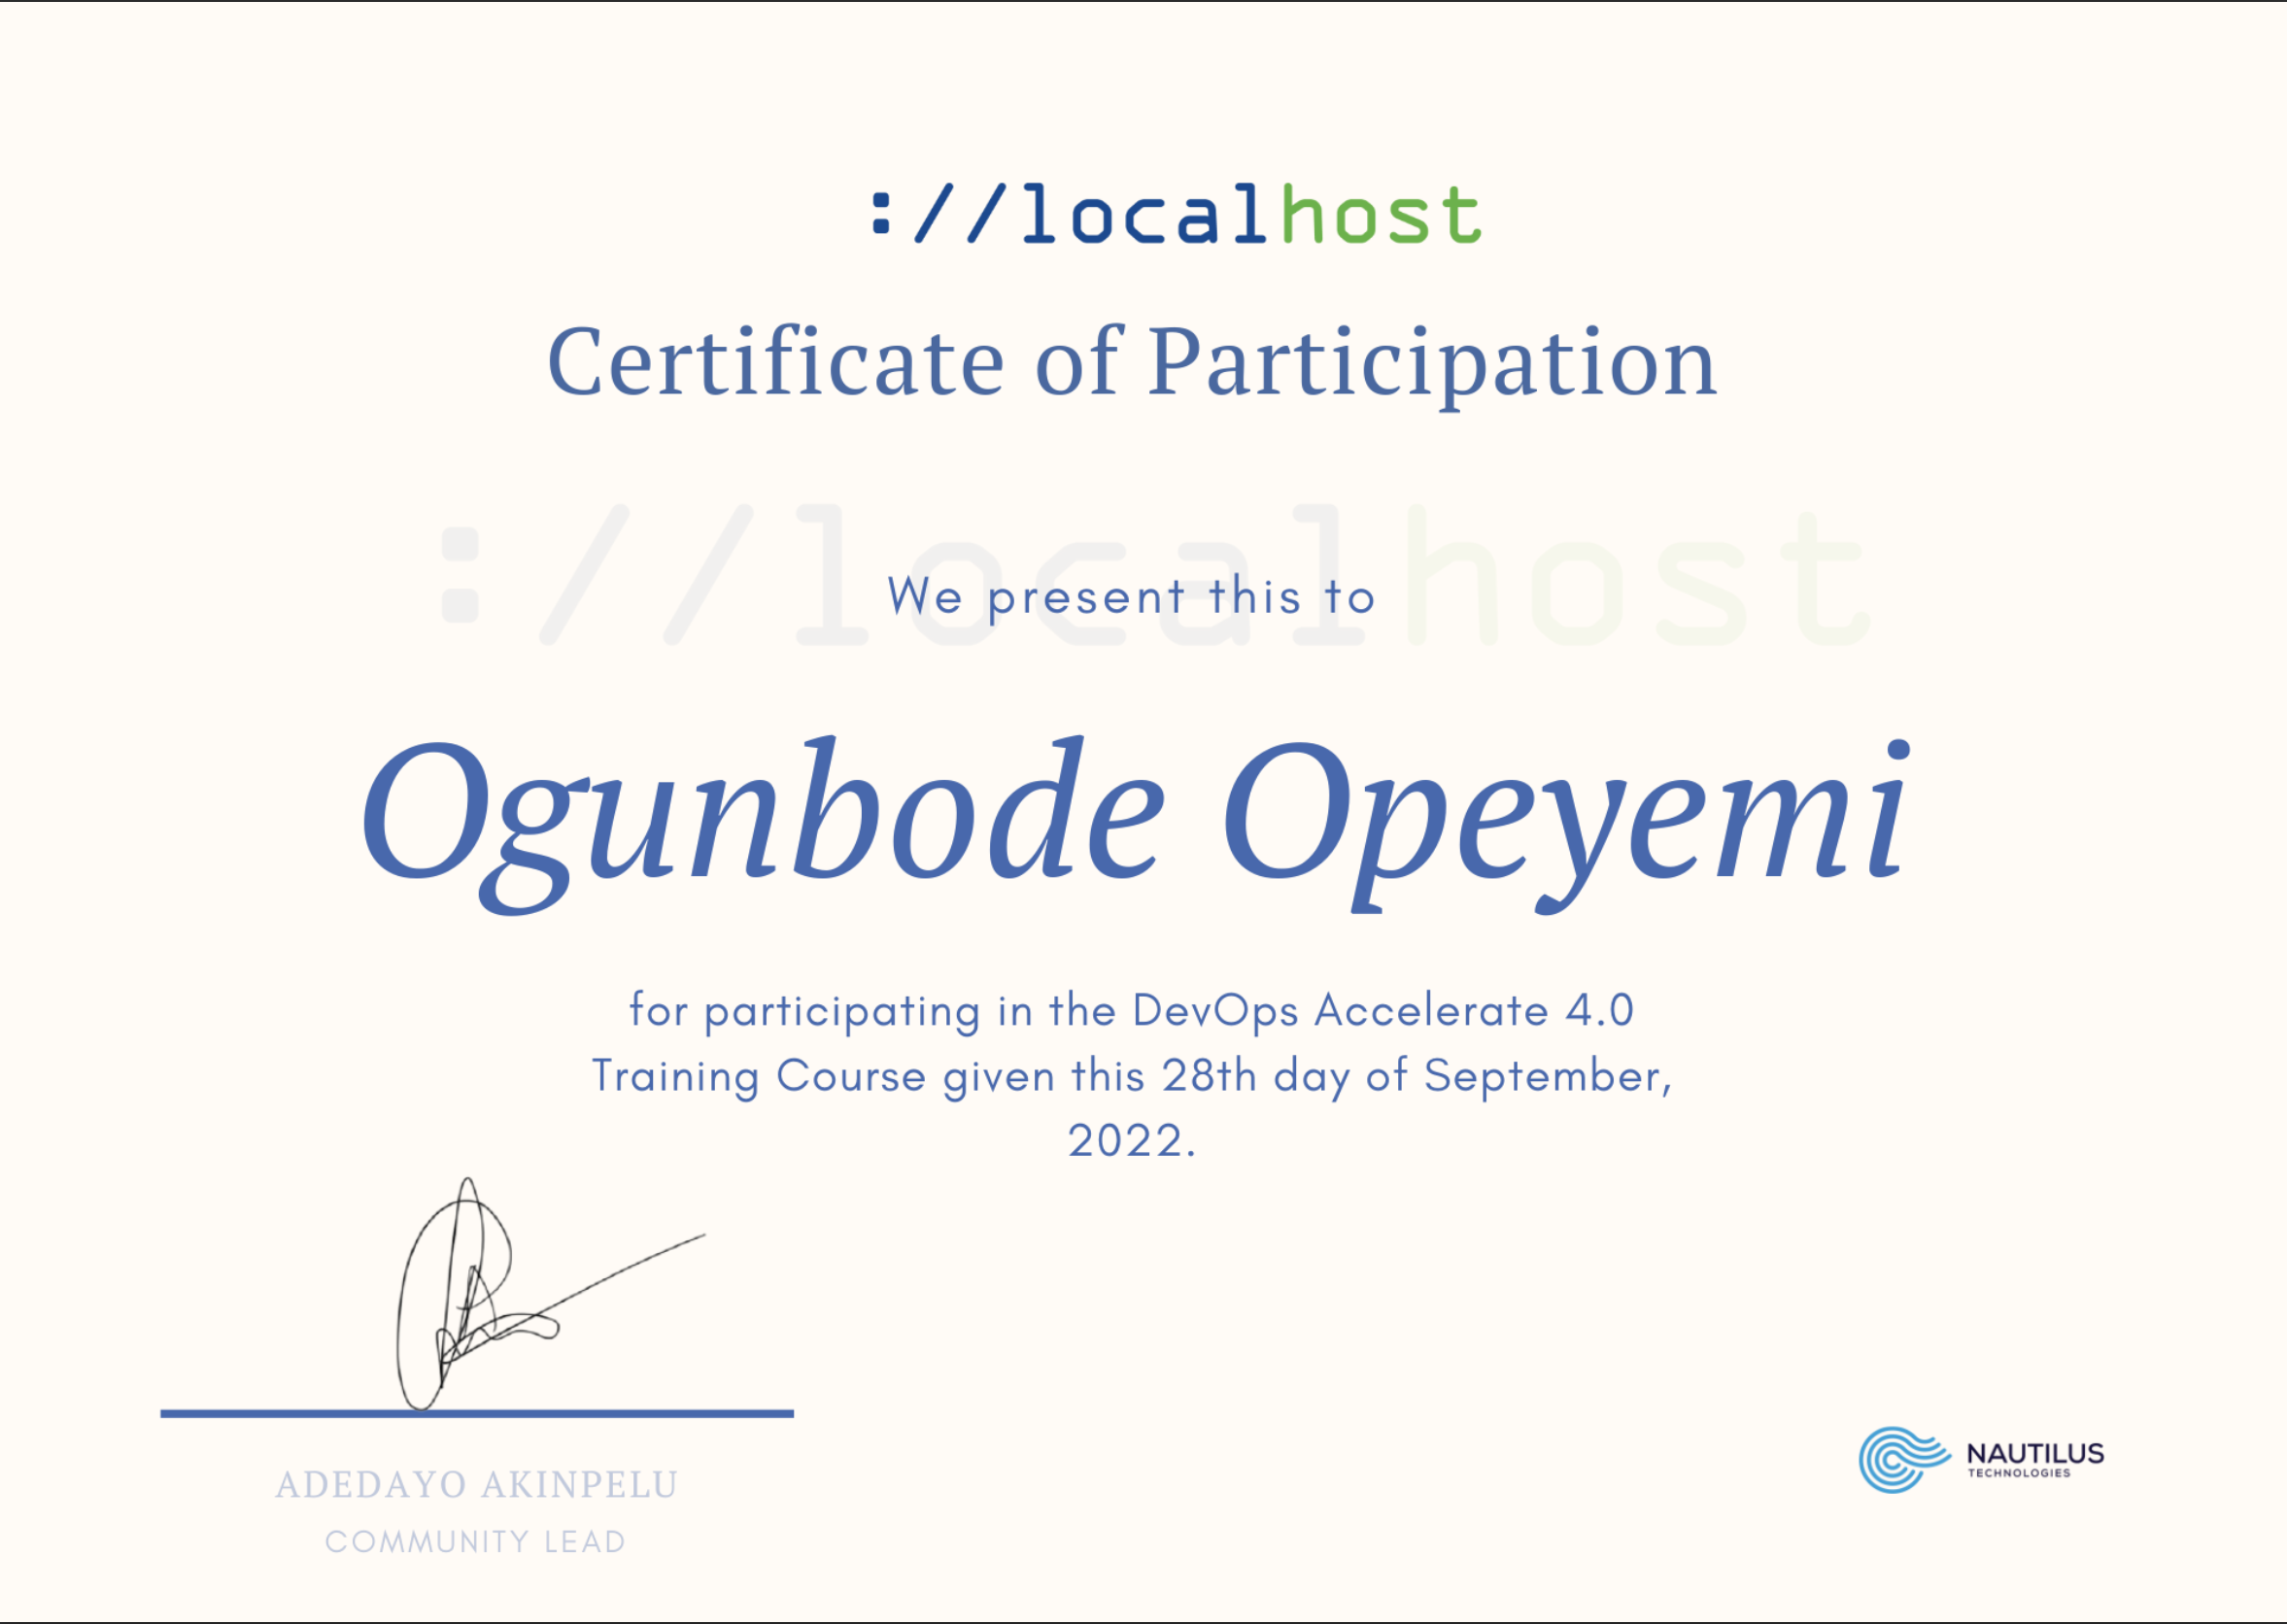 ://localhost
Certificate of Participation
://localhost
We present this to
Ogunbode Opeyemi
for participating in the DevOps Accelerate 4.0
Training Course given this 28th day of September,
2022.
ADEDAYO AKINPELU
COMMUNITY LEAD
NAUTILUS
TECHNOLOGIES